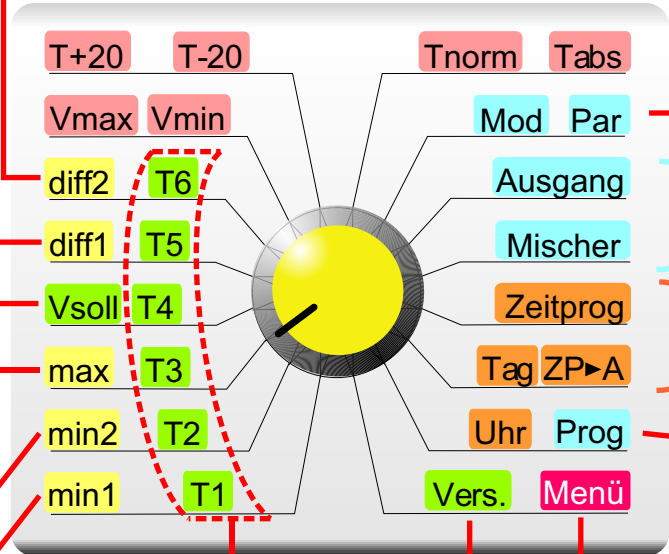 T+20 T-20 Tnorm Tabs
Vmax Vmin Mod Par
diff2 T6 Ausgang
diff1 T5 Mischer
Vsoll T4 Zeitprog
max T3 Tag ZP►A
min2 T2 Uhr Prog
min1 T1 Vers. Menü